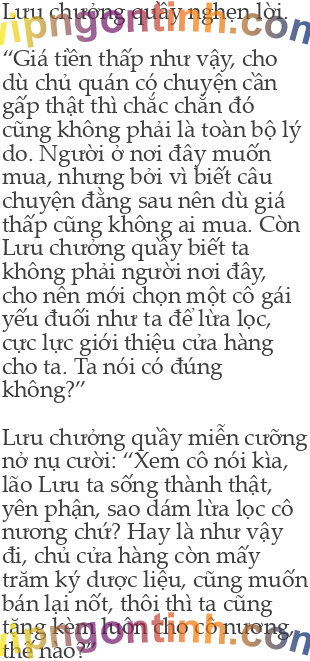 Lưu chưởng quầy nghẹn lời.
vipngontinh.com
“Giá tiền thấp như vậy, cho
dù chủ quán có chuyện cần
gấp thật thì chắc chắn đó
cũng không phải là toàn bộ lý
do. Người ở nơi đây muốn
mua, nhưng bởi vì biết câu
chuyện đằng sau nên dù giá
thấp cũng không ai mua. Còn
Lưu chưởng quầy biết ta
không phải người nơi đây,
cho nên mới chọn một cô gái
yếu đuối như ta để lừa lọc,
cực lực giới thiệu cửa hàng
cho ta. Ta nói có đúng
không?”
Lưu chưởng quầy miễn cưỡng
nở nụ cười: “Xem cô nói kìa,
lão Lưu ta sống thành thật,
yên phận, sao dám lừa lọc cô
nương chứ? Hay là như vậy
đi, chủ cửa hàng còn mấy
trăm ký dược liệu, cũng muốn
bán lại nốt, thôi thì ta cũng
tặng kèm luôn cho cô nương,
thế nào?”
vipngontinh.com